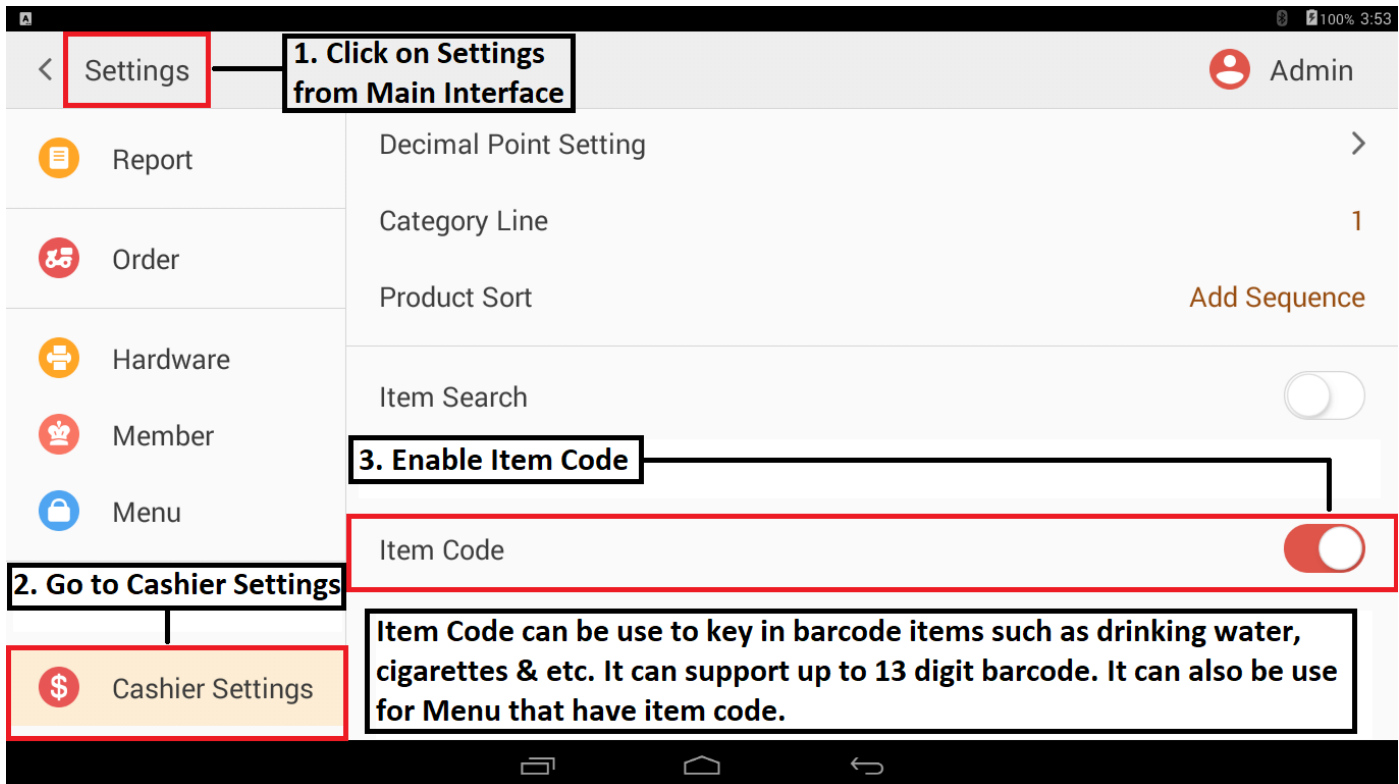 A
100% 3:53
Settings
1. Click on Settings
from Main Interface
Admin
Report
Order
Hardware
Member
Menu
2. Go to Cashier Settings
$ Cashier Settings
Decimal Point Setting
Category Line 1
Product Sort Add Sequence
Item Search
3. Enable Item Code
Item Code
Item Code can be use to key in barcode items such as drinking water,
cigarettes & etc. It can support up to 13 digit barcode. It can also be use
for Menu that have item code.